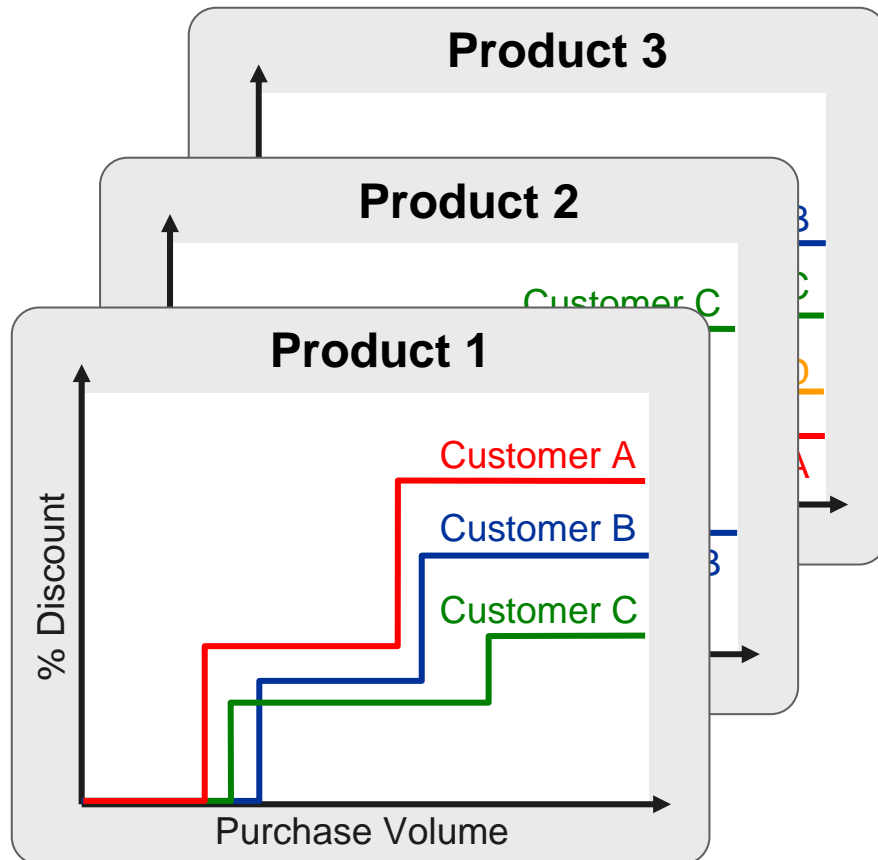 Product 3
B
C
D
A
Product 2
Customer C
B
Product 1
Customer A
Customer B
Customer C
% Discount
Purchase Volume